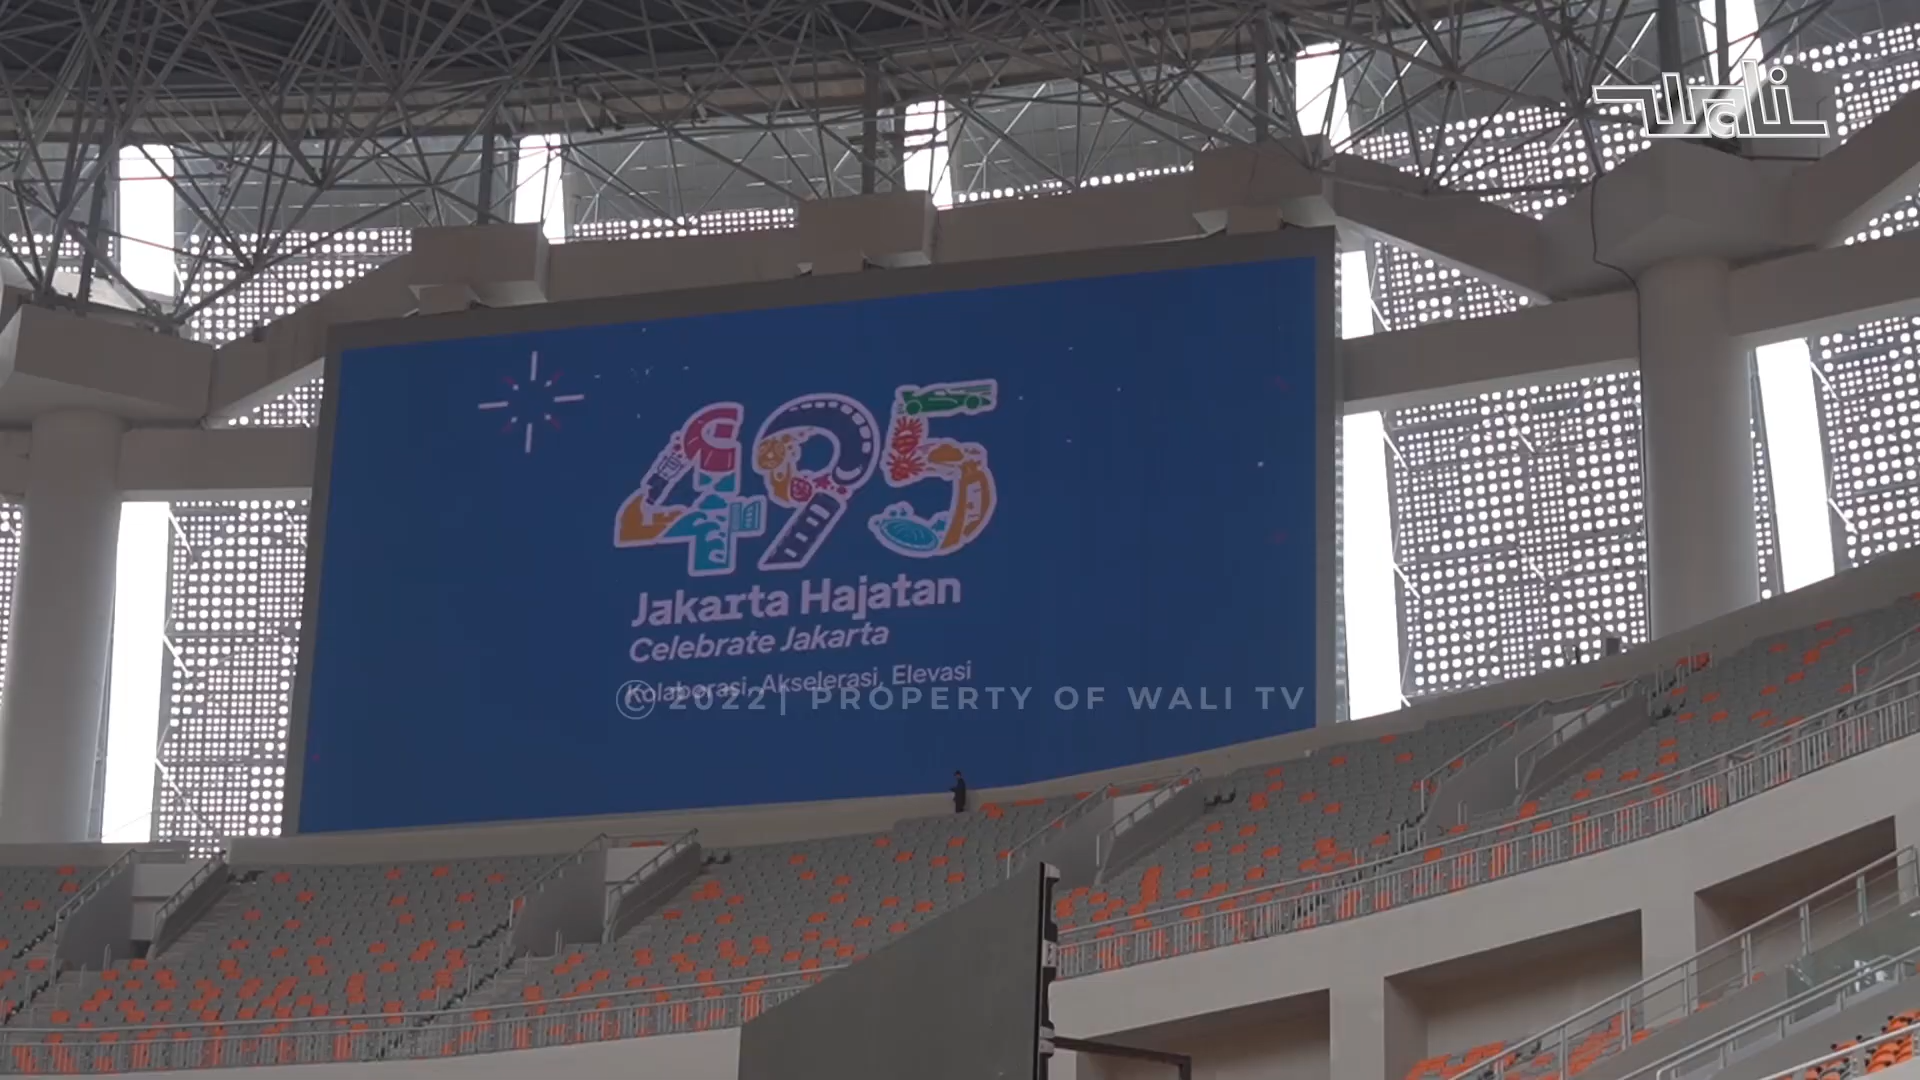 wali
495
Jakarta Hajatan
Celebrate Jakarta
Kolaborasi, Akselerasi, Elevasi
© 2022| PROPERTY OF WALI TV